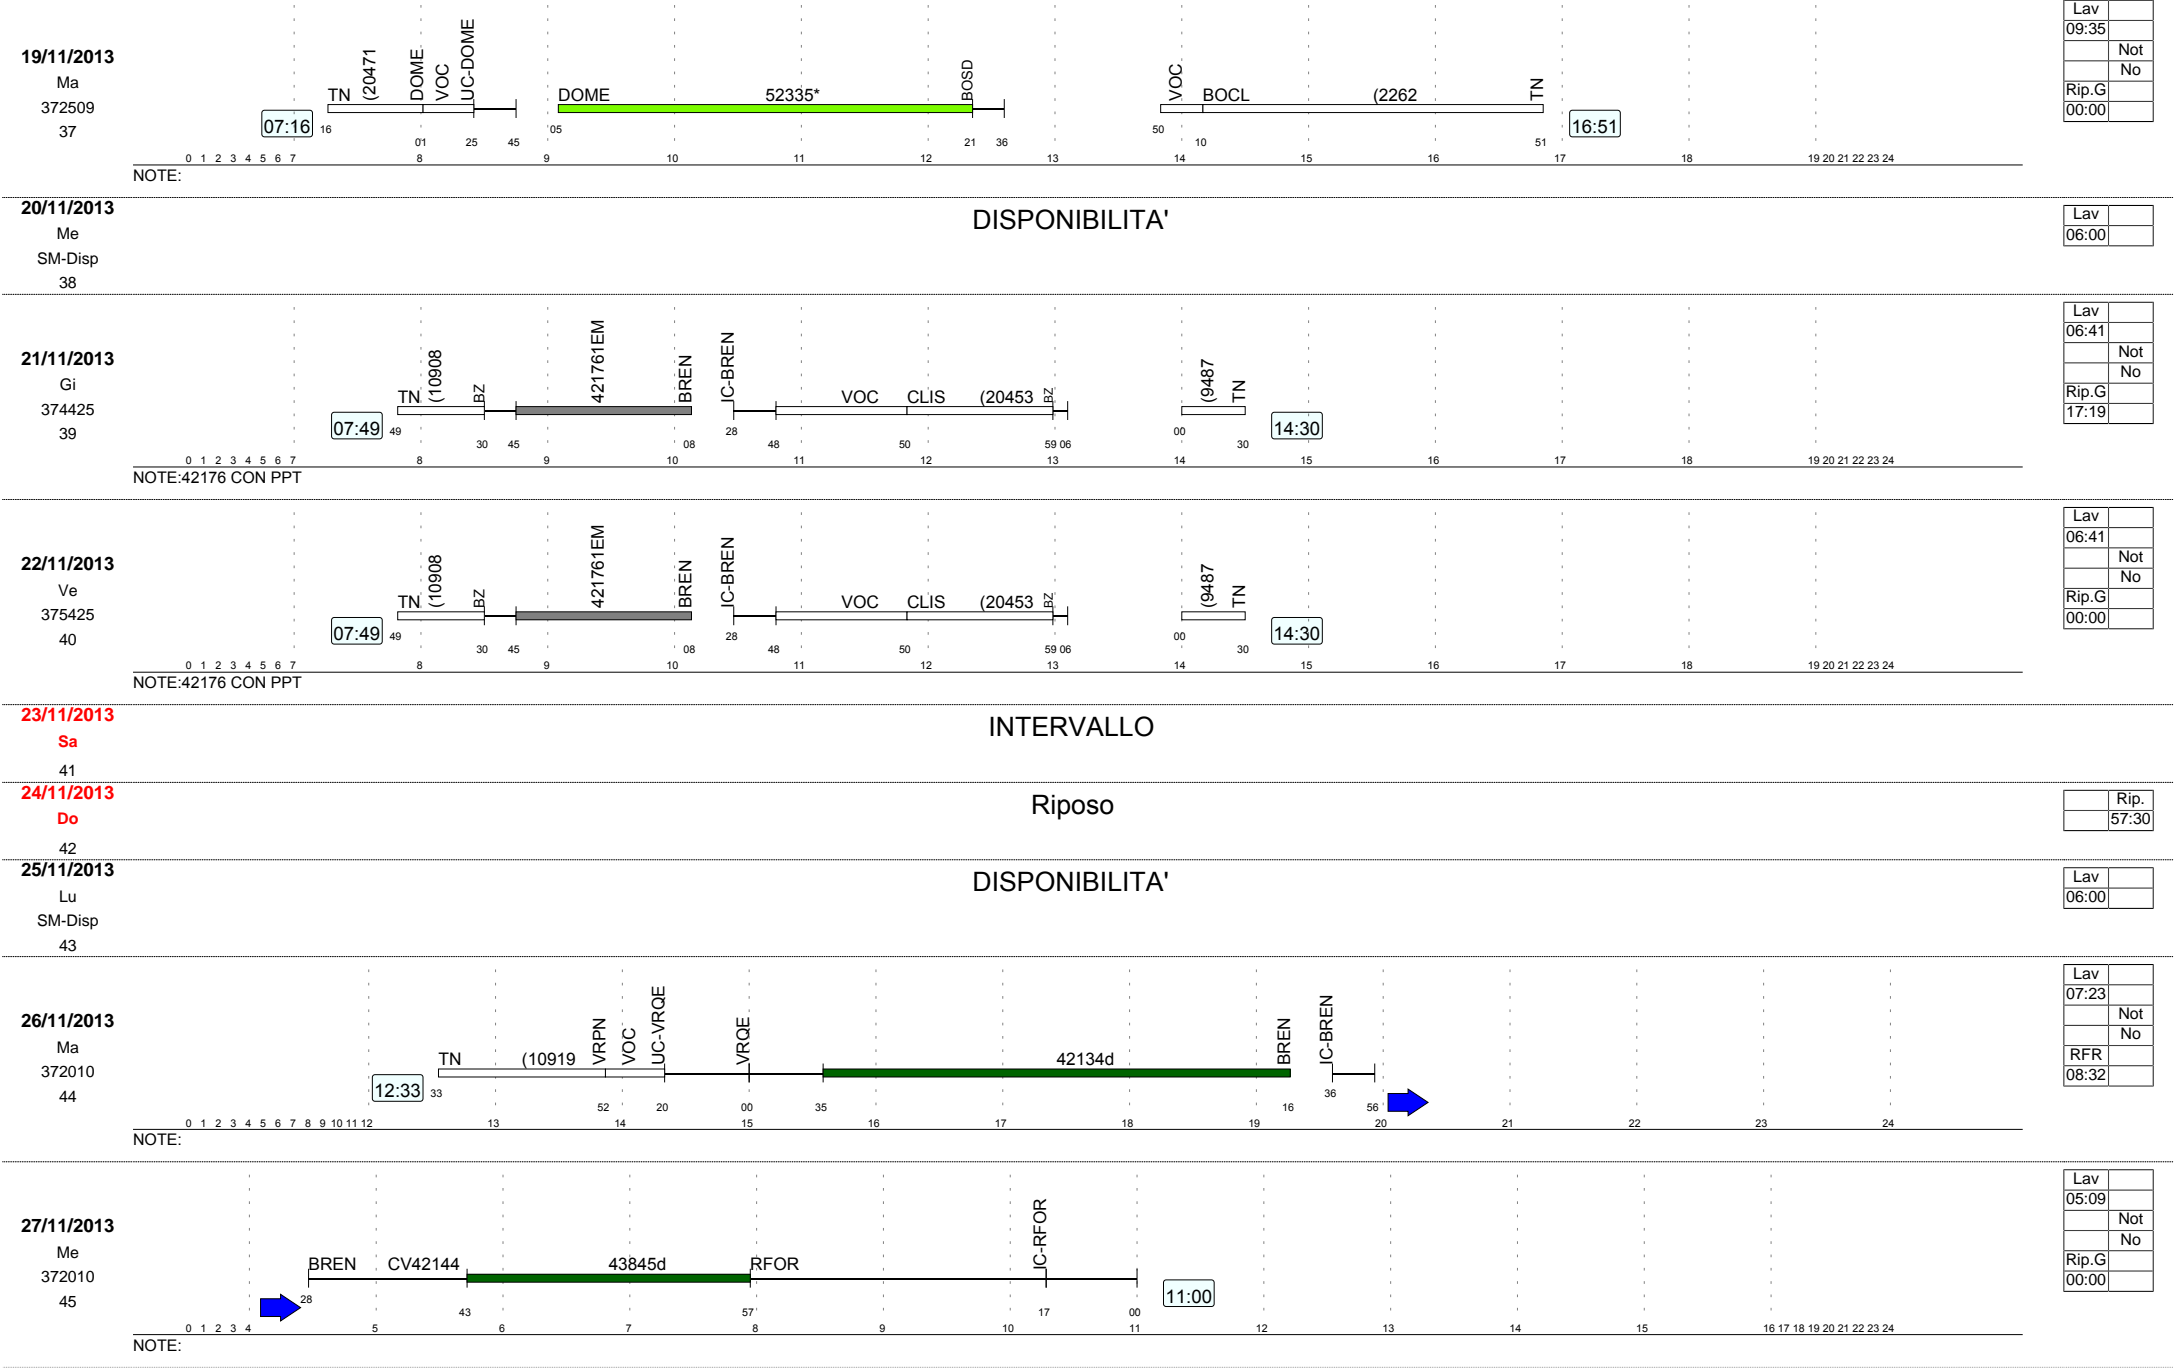 19/11/2013
Ma
372509
37
07:16
TN (20471 DOME VOC UC-DOME DOME 52335* BOSD VOC BOCL (2262 TN
16 01 25 45 05 21 36 50 10 51
16:51
0 1 2 3 4 5 6 7 8 9 10 11 12 13 14 15 16 17 18 19 20 21 22 23 24
NOTE:
Lav
09:35
Not
No
Rip.G
00:00
20/11/2013
Me
SM-Disp
38
DISPONIBILITA'
Lav
06:00
21/11/2013
Gi
374425
39
07:49
TN (10908 BZ 421761EM BREN IC-BREN VOC CLIS (20453 BZ (9487 TN
49 30 45 08 28 48 50 59 06 00 30
14:30
0 1 2 3 4 5 6 7 8 9 10 11 12 13 14 15 16 17 18 19 20 21 22 23 24
NOTE:42176 CON PPT
Lav
06:41
Not
No
Rip.G
17:19
22/11/2013
Ve
375425
40
07:49
TN (10908 BZ 421761EM BREN IC-BREN VOC CLIS (20453 BZ (9487 TN
49 30 45 08 28 48 50 59 06 00 30
14:30
0 1 2 3 4 5 6 7 8 9 10 11 12 13 14 15 16 17 18 19 20 21 22 23 24
NOTE:42176 CON PPT
Lav
06:41
Not
No
Rip.G
00:00
23/11/2013
Sa
41
INTERVALLO
24/11/2013
Do
42
Riposo
Rip.
57:30
25/11/2013
Lu
SM-Disp
43
DISPONIBILITA'
Lav
06:00
26/11/2013
Ma
372010
44
12:33
TN (10919 VRPN VOC UC-VRQE VRQE 42134d BREN IC-BREN
33 52 20 00 35 16 36 56
0 1 2 3 4 5 6 7 8 9 10 11 12 13 14 15 16 17 18 19 20 21 22 23 24
NOTE:
Lav
07:23
Not
No
RFR
08:32
27/11/2013
Me
372010
45
BREN CV42144 43845d RFOR IC-RFOR
28 43 57 17 00
11:00
0 1 2 3 4 5 6 7 8 9 10 11 12 13 14 15 16 17 18 19 20 21 22 23 24
NOTE:
Lav
05:09
Not
No
Rip.G
00:00